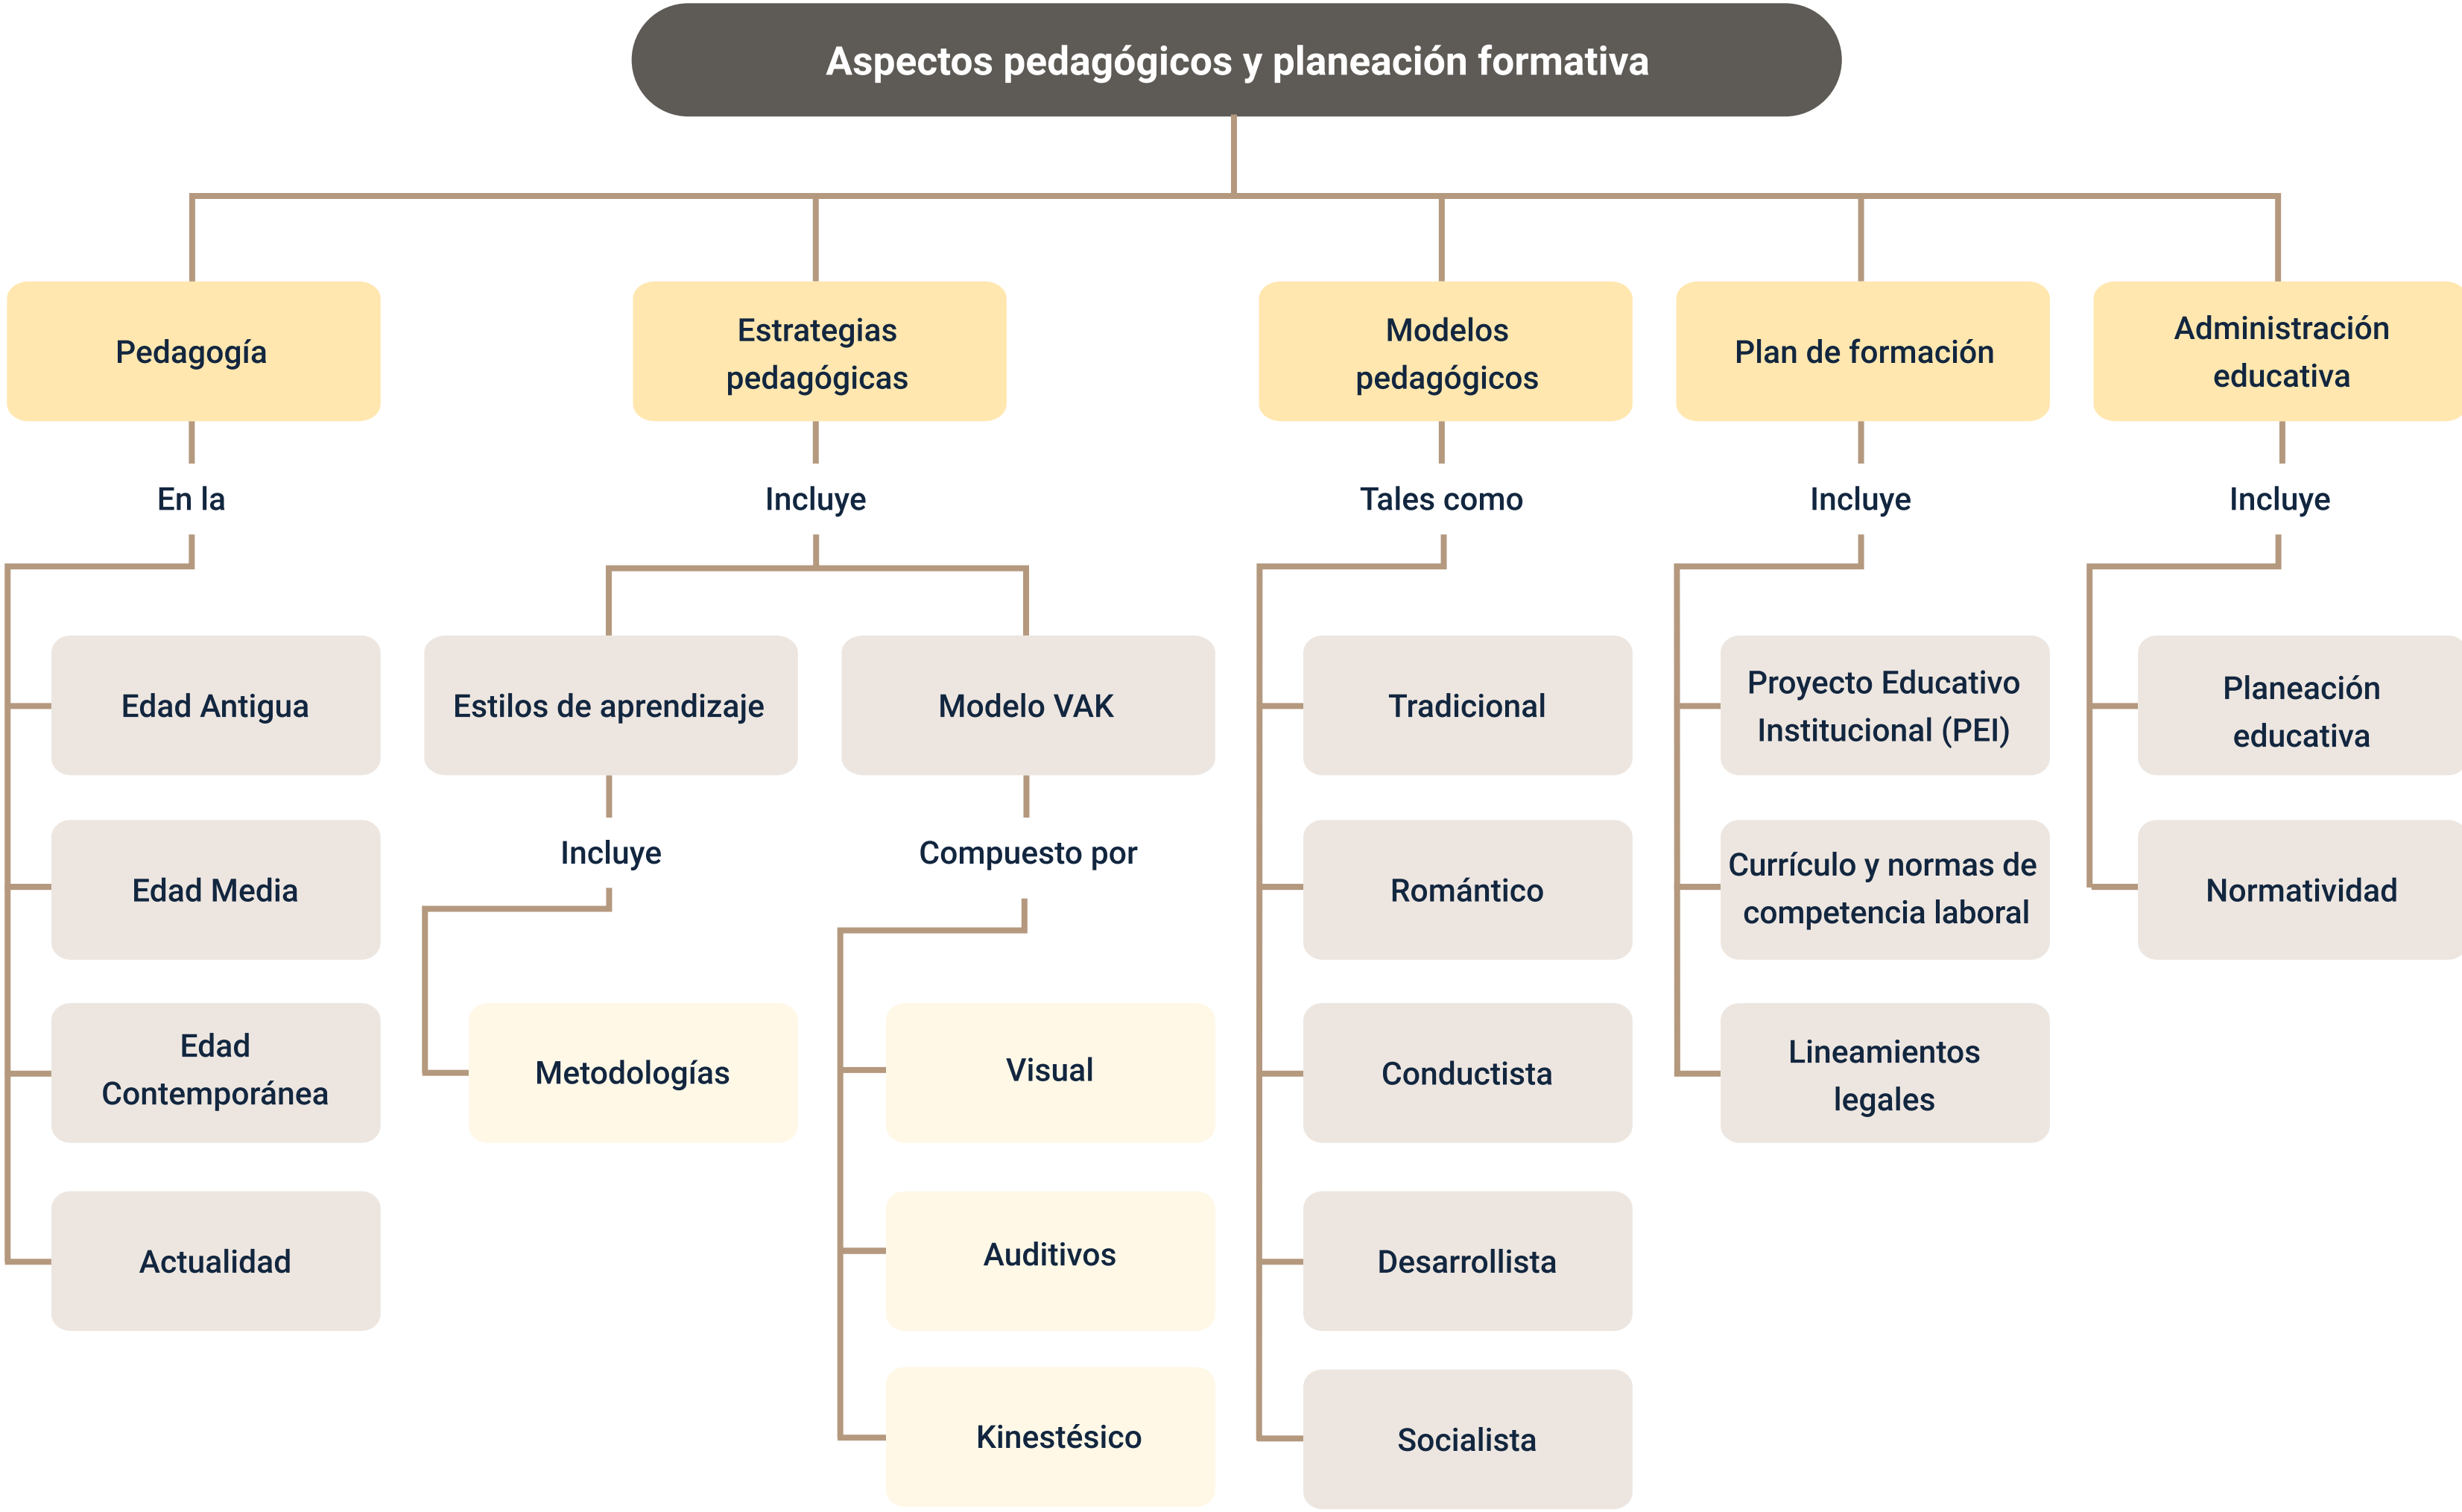 Aspectos pedagógicos y planeación formativa
Pedagogía
En la
Edad Antigua
Edad Media
Edad
Contemporánea
Actualidad
Estrategias
pedagógicas
Incluye
Estilos de aprendizaje
Incluye
Metodologías
Modelo VAK
Compuesto por
Visual
Auditivos
Kinestésico
Modelos
pedagógicos
Tales como
Tradicional
Romántico
Conductista
Desarrollista
Socialista
Plan de formación
Incluye
Proyecto Educativo
Institucional (PEI)
Currículo y normas de
competencia laboral
Lineamientos
legales
Administración
educativa
Incluye
Planeación
educativa
Normatividad